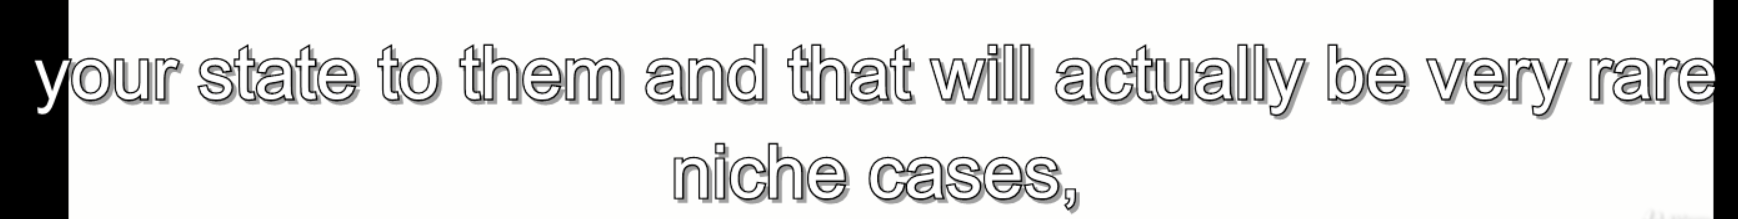 your state to them and that will actually be very rare
niche cases,